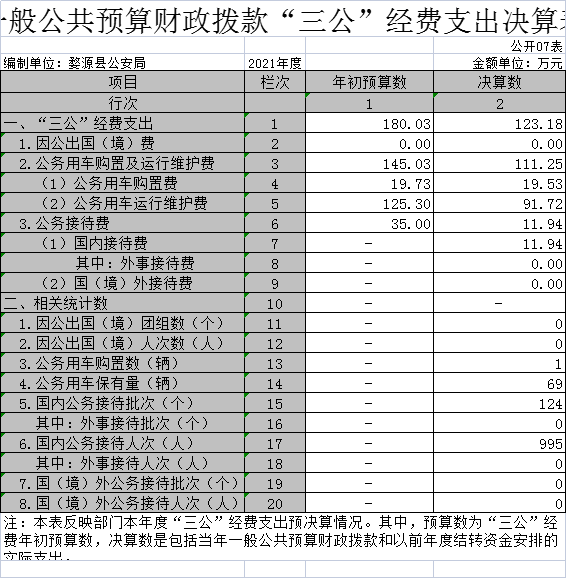 一般公共预算财政拨款“三公”经费支出决算表
公开07表
编制单位：婺源县公安局 2021年度 金额单位：万元
项目 栏次 年初预算数 决算数
行次 1 2
一、“三公”经费支出 1 180.03 123.18
1.因公出国（境）费 2 0.00 0.00
2.公务用车购置及运行维护费 3 145.03 111.25
（1）公务用车购置费 4 19.73 19.53
（2）公务用车运行维护费 5 125.30 91.72
3.公务接待费 6 35.00 11.94
（1）国内接待费 7 – 11.94
其中：外事接待费 8 – 0.00
（2）国（境）外接待费 9 – 0.00
二、相关统计数 10 – –
1.因公出国（境）团组数（个） 11 – 0
2.因公出国（境）人次数（人） 12 – 0
3.公务用车购置数（辆） 13 – 1
4.公务用车保有量（辆） 14 – 69
5.国内公务接待批次（个） 15 – 124
其中：外事接待批次（个） 16 – 0
6.国内公务接待人次（人） 17 – 995
其中：外事接待人次（人） 18 – 0
7.国（境）外公务接待批次（个） 19 – 0
8.国（境）外公务接待人次（人） 20 – 0
注：本表反映部门本年度“三公”经费支出预决算情况。其中，预算数为“三公”经
费年初预算数，决算数是包括当年一般公共预算财政拨款和以前年度结转资金安排的
实际支出。